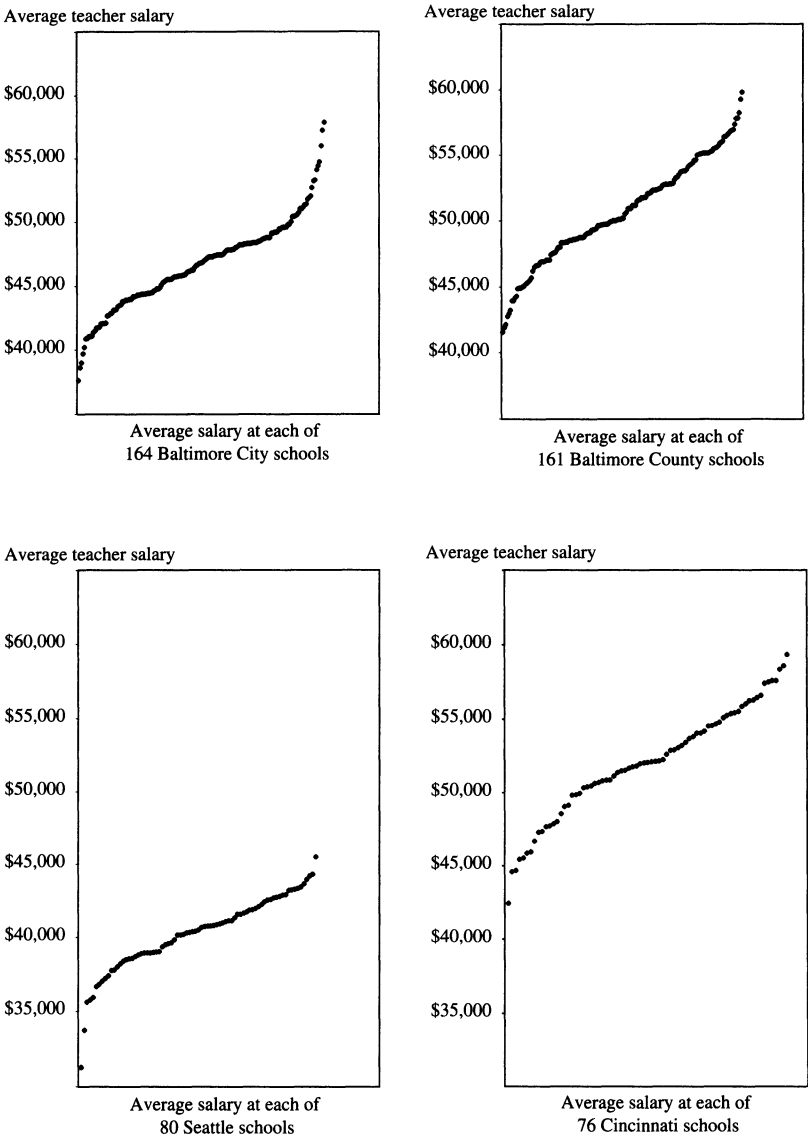 Average teacher salary
$60,000
$55,000
$50,000
$45,000
$40,000
Average salary at each of
164 Baltimore City schools
Average teacher salary
$60,000
$55,000
$50,000
$45,000
$40,000
Average salary at each of
161 Baltimore County schools
Average teacher salary
$60,000
$55,000
$50,000
$45,000
$40,000
$35,000
Average salary at each of
80 Seattle schools
Average teacher salary
$60,000
$55,000
$50,000
$45,000
$40,000
$35,000
Average salary at each of
76 Cincinnati schools